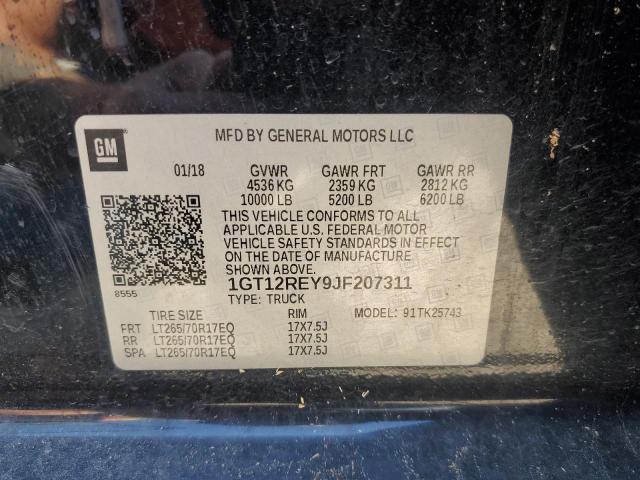 GM
MFD BY GENERAL MOTORS LLC
01/18 GVWR GAWR FRT GAWR RR
4536 KG 2359 KG 2812 KG
10000 LB 5200 LB 6200 LB
THIS VEHICLE CONFORMS TO ALL
APPLICABLE U.S. FEDERAL MOTOR
VEHICLE SAFETY STANDARDS IN EFFECT
ON THE DATE OF MANUFACTURE
SHOWN ABOVE.
1GT12REY9JF207311
8555
TYPE: TRUCK
TIRE SIZE RIM MODEL: 91TK25743
FRT LT265/70R17EQ 17X7.5J
RR LT265/70R17EQ 17X7.5J
SPA LT265/70R17EQ 17X7.5J